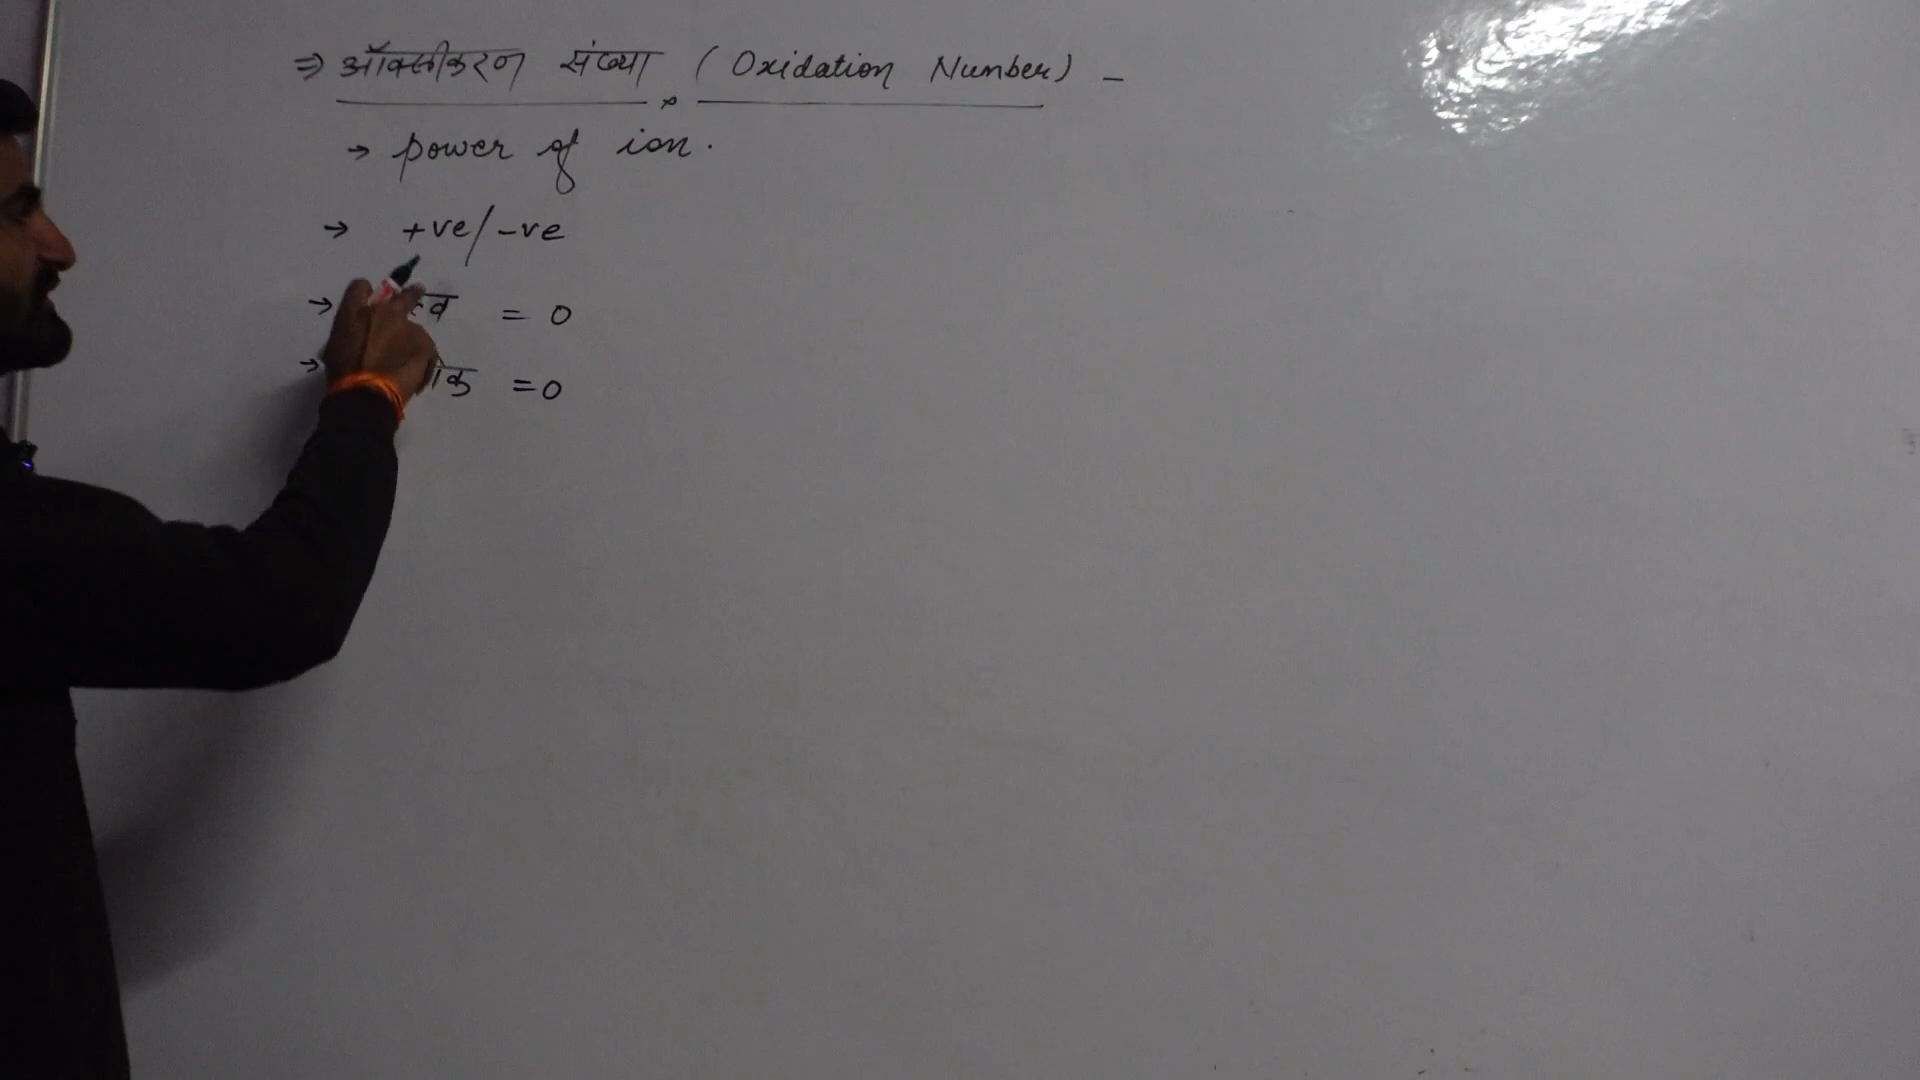 ⇒ ऑक्सीकरण संख्या (Oxidation Number) -
→ power of ion.
→ +ve/-ve
→ = 0
→ = 0